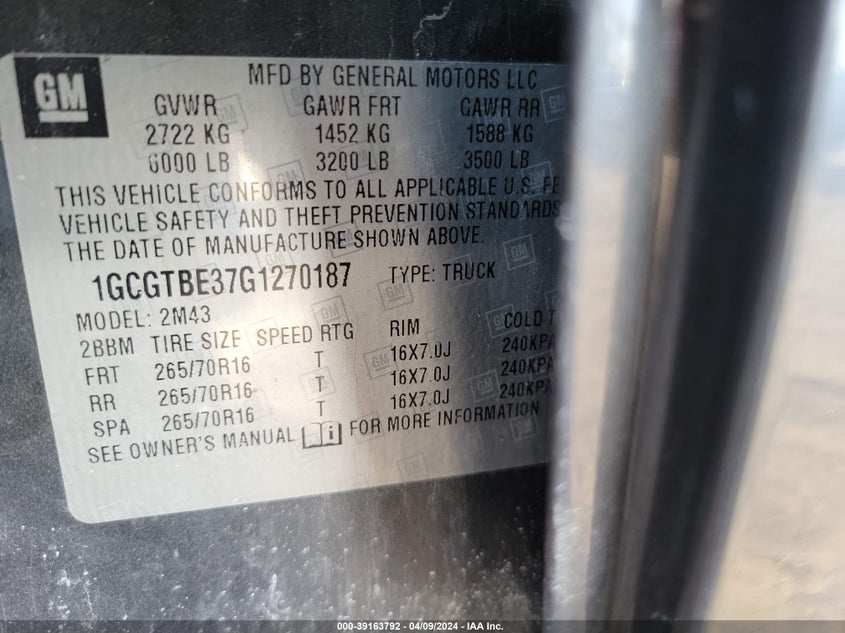 GM
MFD BY GENERAL MOTORS LLC
GVWR GAWR FRT GAWR RR
2722 KG 1452 KG 1588 KG
6000 LB 3200 LB 3500 LB
THIS VEHICLE CONFORMS TO ALL APPLICABLE U.S. FE
VEHICLE SAFETY AND THEFT PREVENTION STANDARDS
THE DATE OF MANUFACTURE SHOWN ABOVE.
1GCGTBE37G1270187 TYPE: TRUCK
MODEL: 2M43
2BBM TIRE SIZE SPEED RTG RIM COLD T
FRT 265/70R16 T 16X7.0J 240KPA
RR 265/70R16 T 16X7.0J 240KPA
SPA 265/70R16 T 16X7.0J 240KPA
SEE OWNER'S MANUAL i FOR MORE INFORMATION
000-39163792 - 04/09/2024 - IAA Inc.